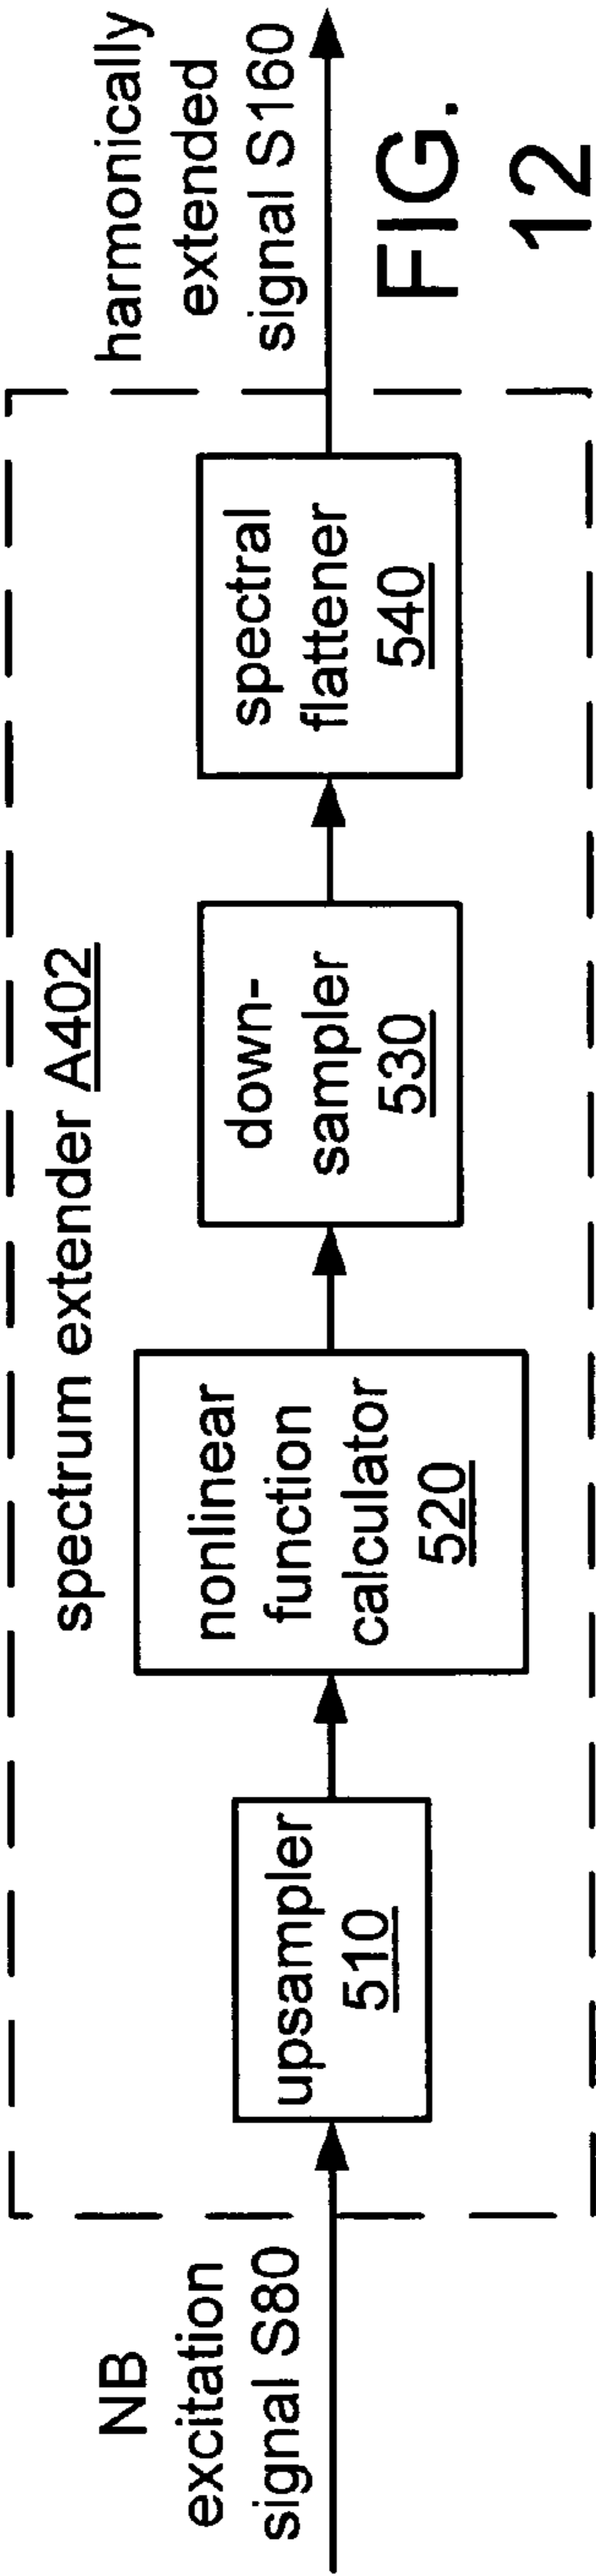 spectrum extender A402
NB
excitation
signal S80
upsampler
510
nonlinear
function
calculator
520
down-
sampler
530
spectral
flattener
540
harmonically
extended
signal S160
FIG.
12